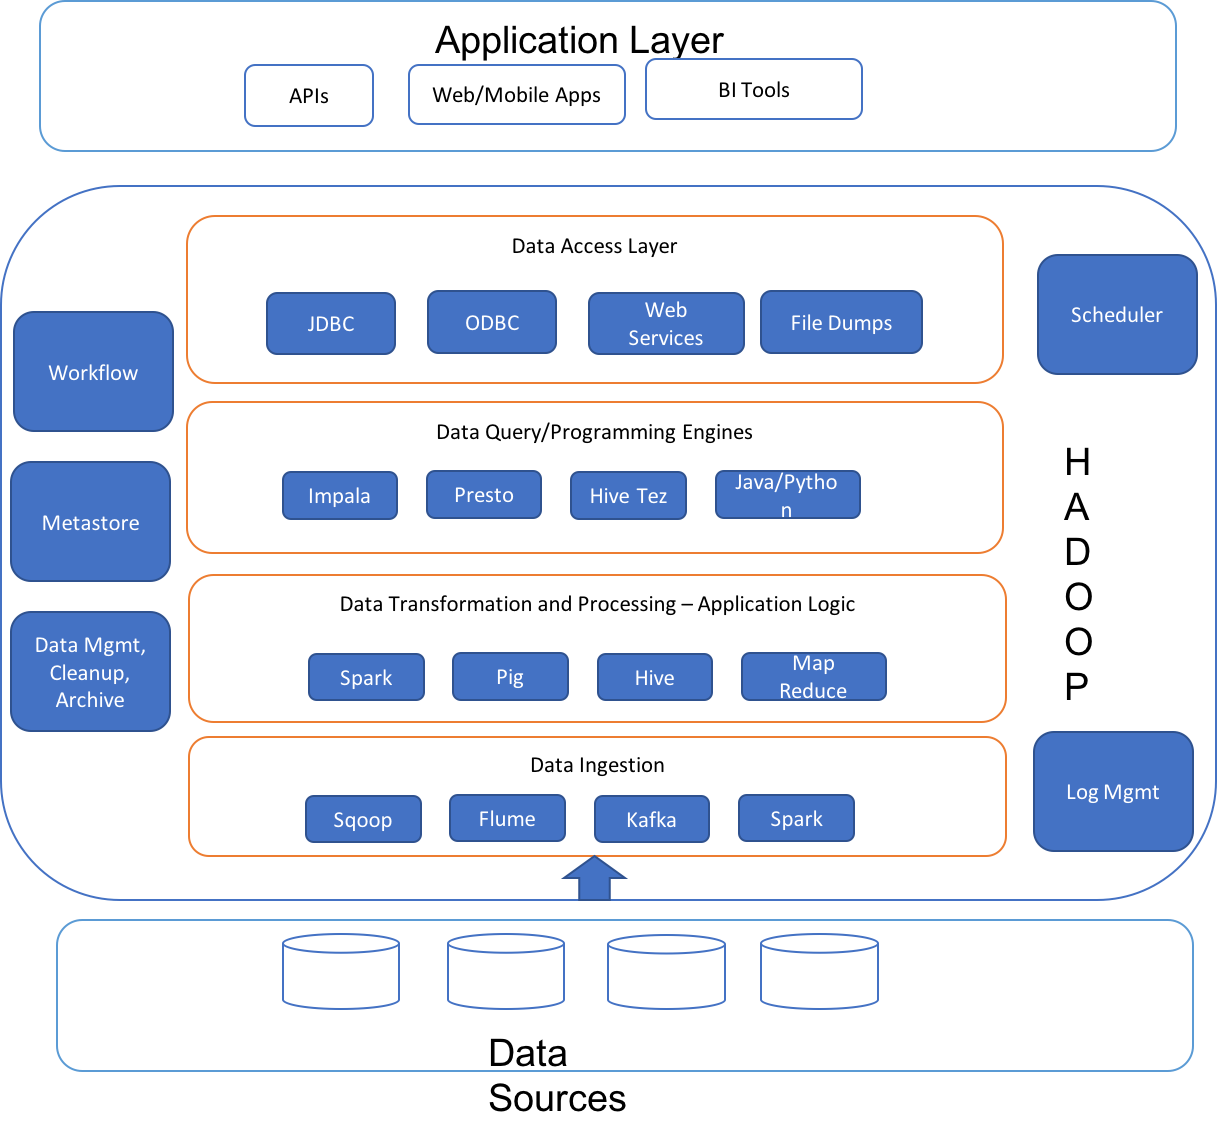 Application Layer
APIs
Web/Mobile Apps
BI Tools
Data Access Layer
JDBC
ODBC
Web
Services
File Dumps
Scheduler
Workflow
Data Query/Programming Engines
Impala
Presto
Hive Tez
Java/Pytho
n
Metastore
H
A
D
O
O
P
Data Transformation and Processing – Application Logic
Spark
Pig
Hive
Map
Reduce
Data Mgmt,
Cleanup,
Archive
Data Ingestion
Sqoop
Flume
Kafka
Spark
Log Mgmt
Data
Sources